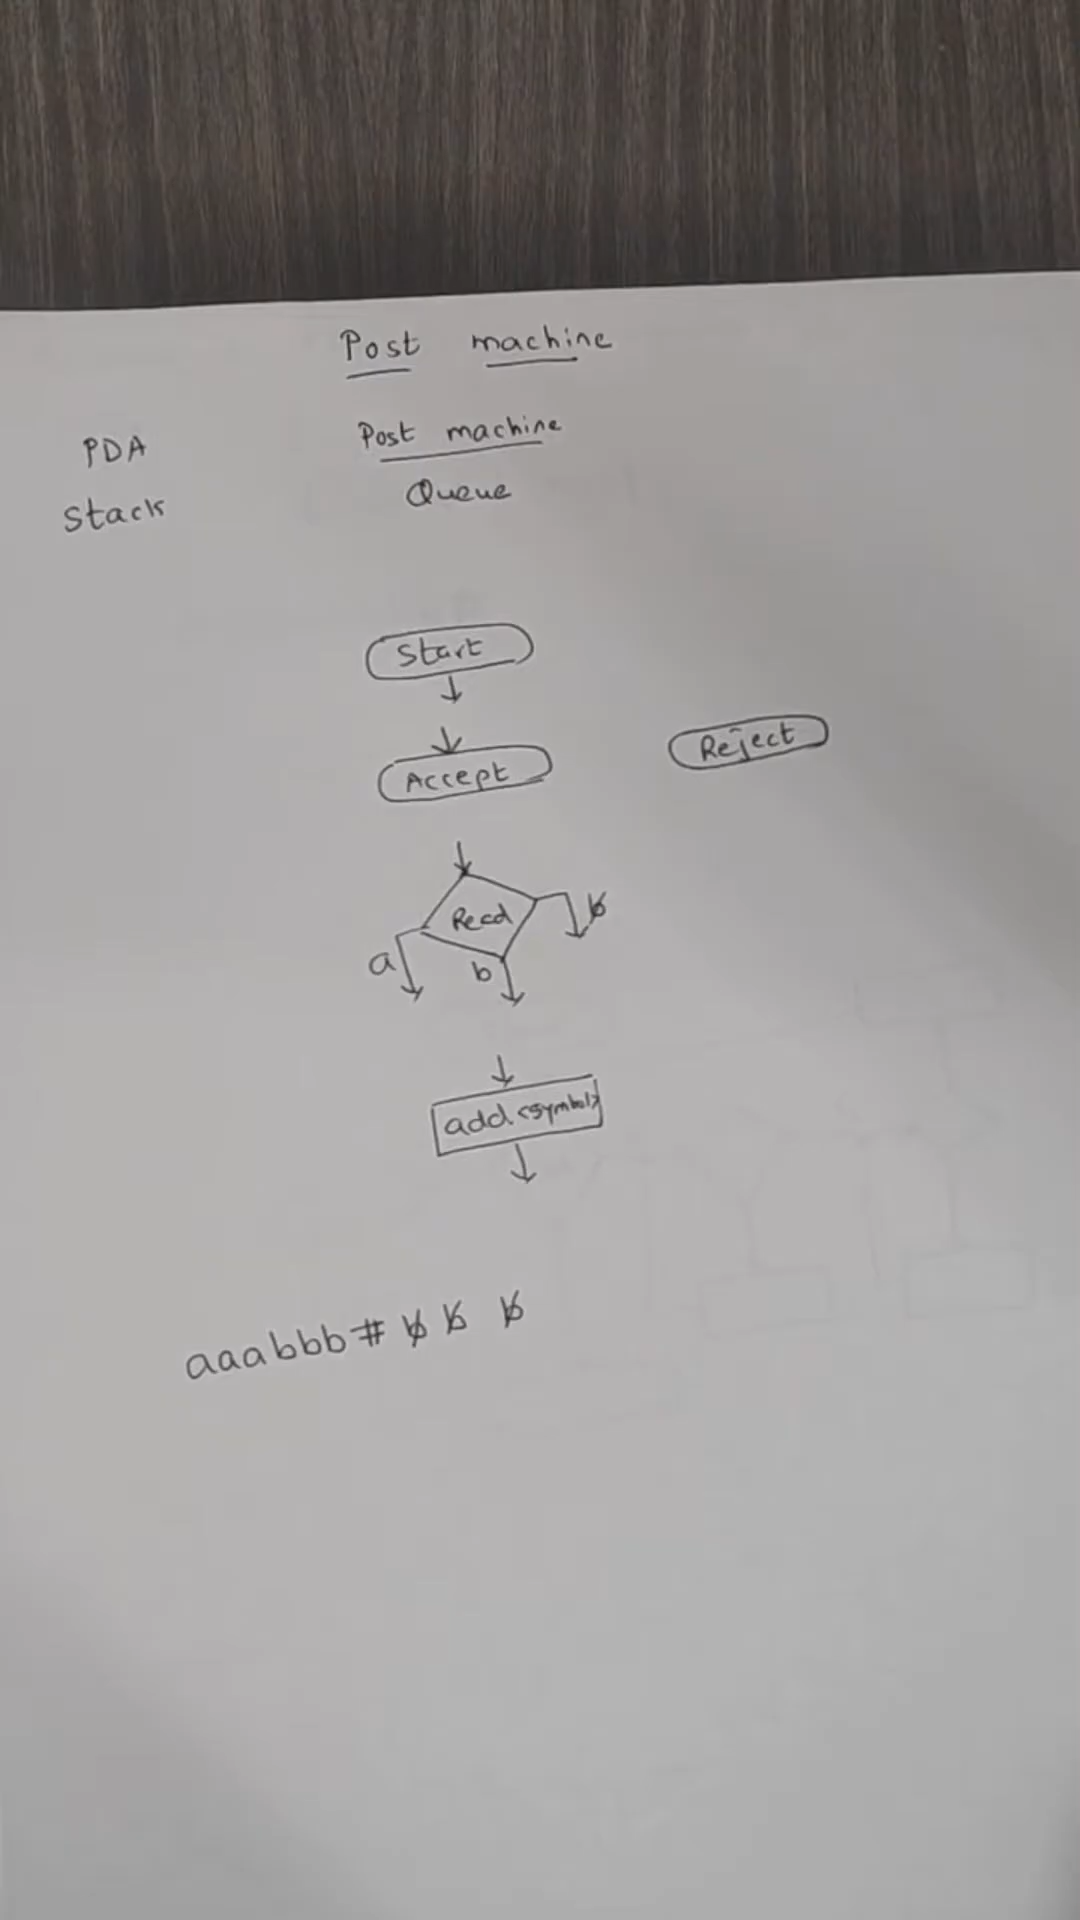 Post machine
PDA Post machine
Stack Queue
Start
Accept Reject
Read
a b ƀ
add <symbol>
aaabbb# ƀ ƀ ƀ